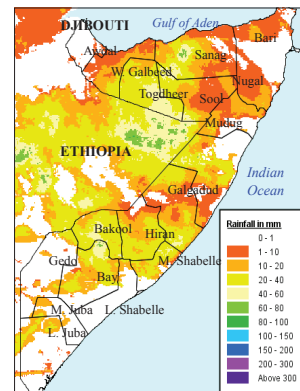 DJIBOUTI
Gulf of Aden
Bari
Awdal
Sanag
W. Galbeed
Nugal
Togdheer
Sool
Mudug
ETHIOPIA
Indian
Ocean
Galgadud
Bakool
Hiran
Gedo
Bay
M. Shabelle
M. Juba
L. Shabelle
L. Juba
Rainfall in mm
0 - 1
1 - 10
10 - 20
20 - 40
40 - 60
60 - 80
80 - 100
100 - 150
150 - 200
200 - 300
Above 300